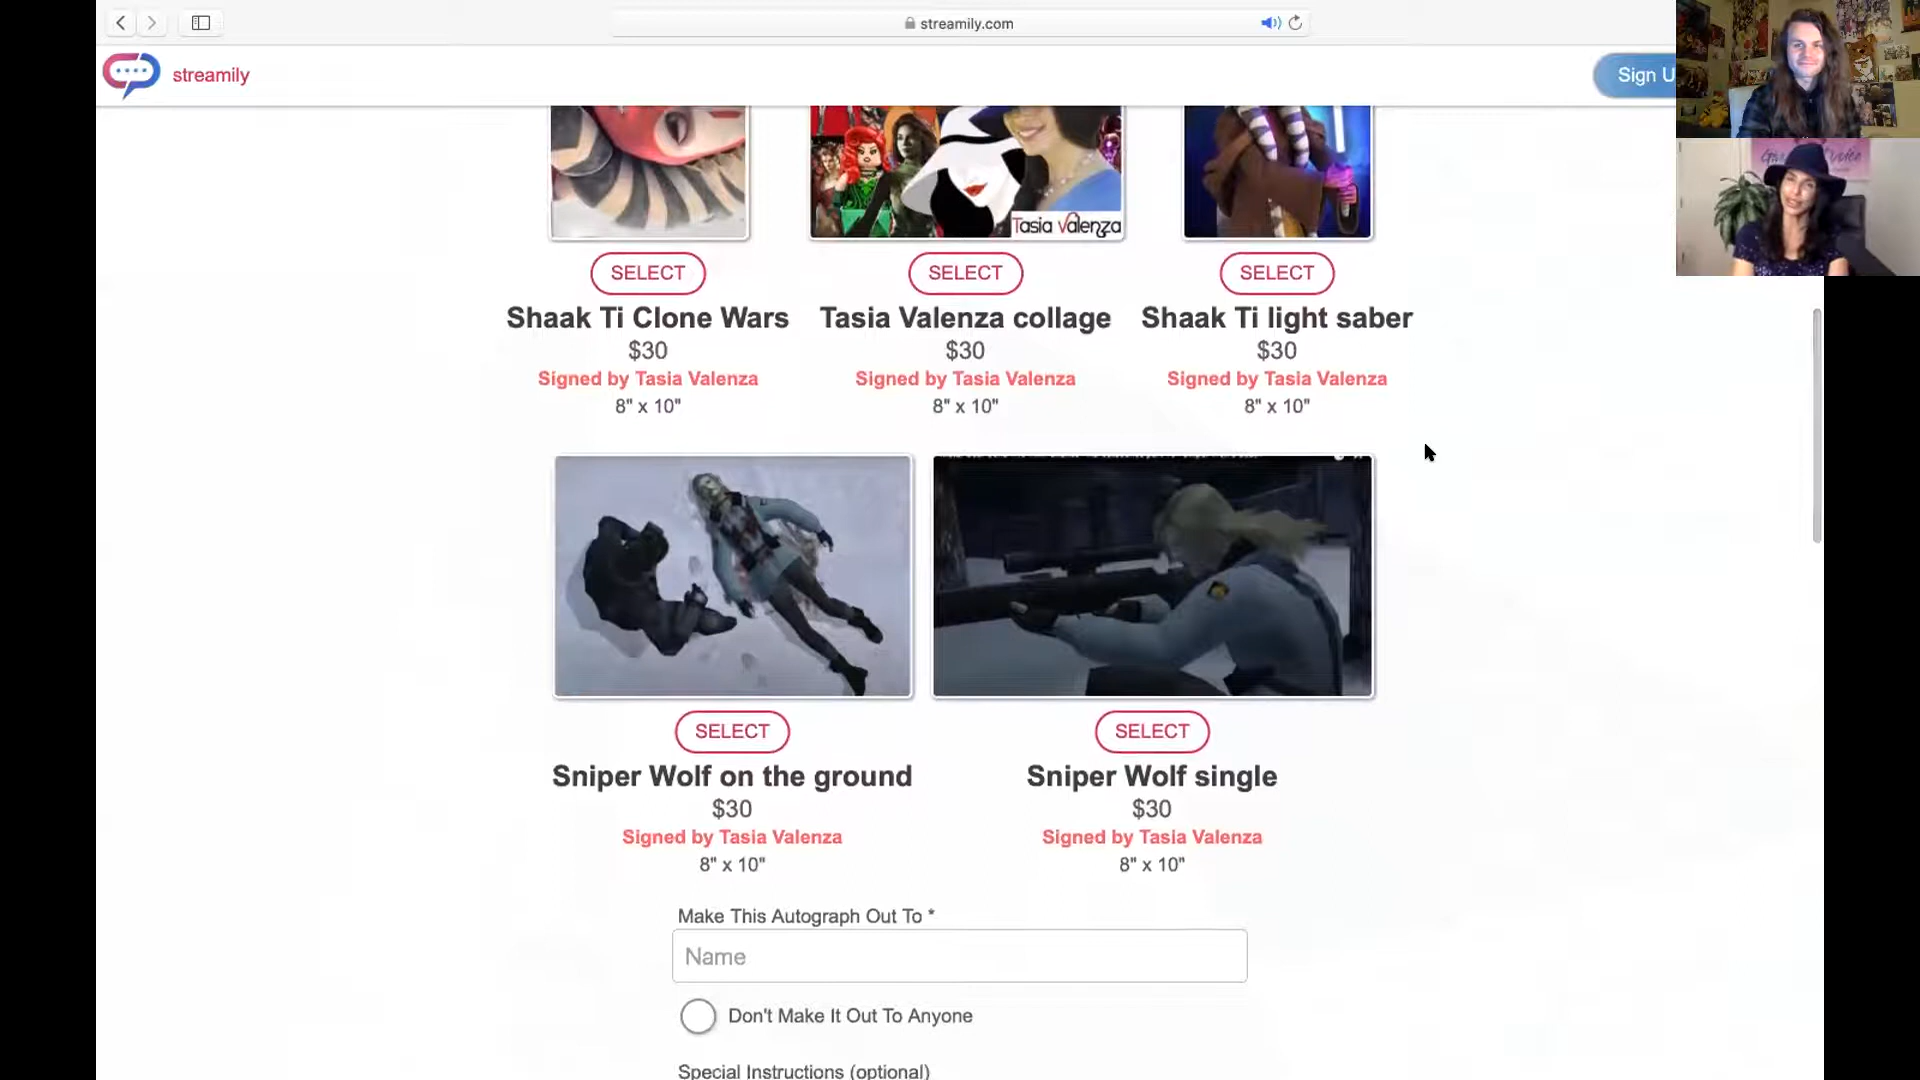 streamily.com
streamily
Sign U
Tasia Valenza
SELECT
SELECT
SELECT
Shaak Ti Clone Wars
Tasia Valenza collage
Shaak Ti light saber
$30
$30
$30
Signed by Tasia Valenza
Signed by Tasia Valenza
Signed by Tasia Valenza
8" x 10"
8" x 10"
8" x 10"
SELECT
SELECT
Sniper Wolf on the ground
Sniper Wolf single
$30
$30
Signed by Tasia Valenza
Signed by Tasia Valenza
8" x 10"
8" x 10"
Make This Autograph Out To *
Name
Don't Make It Out To Anyone
Special Instructions (optional)